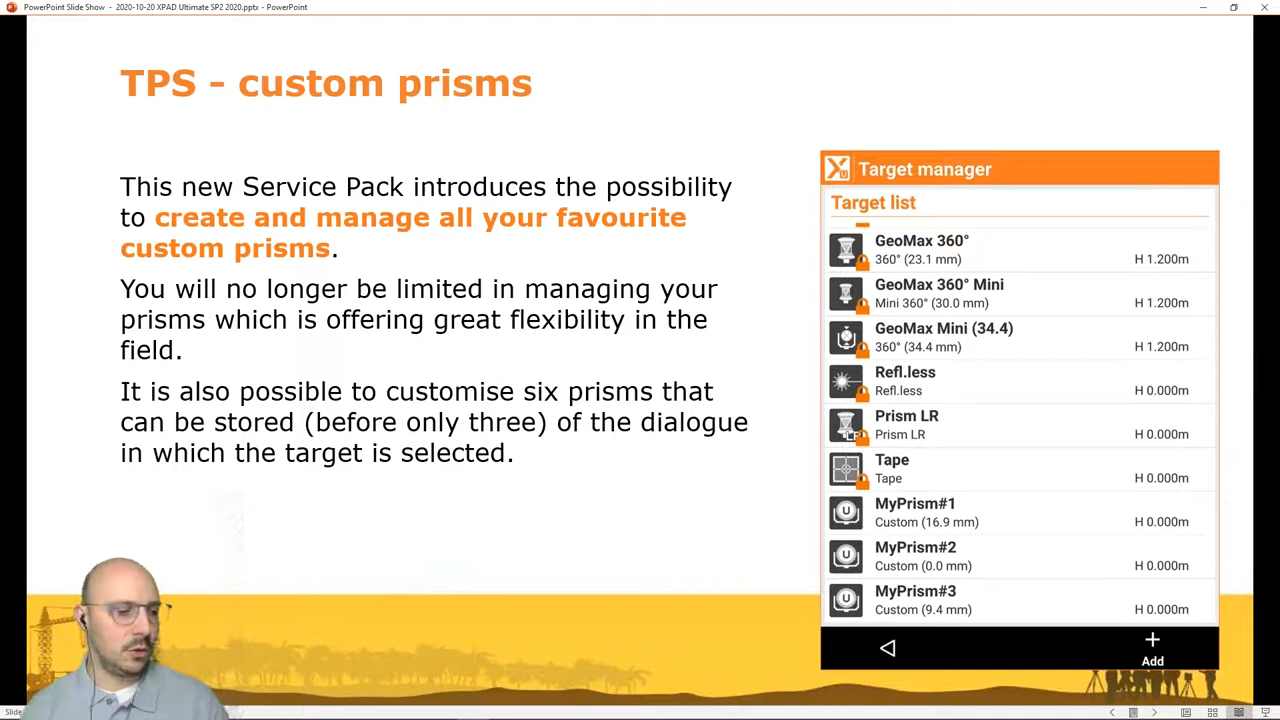 PowerPoint Slide Show - 2020-10-20 XPAD Ultimate SP2 2020.pptx - PowerPoint
TPS - custom prisms
This new Service Pack introduces the possibility
to create and manage all your favourite
custom prisms.
You will no longer be limited in managing your
prisms which is offering great flexibility in the
field.
It is also possible to customise six prisms that
can be stored (before only three) of the dialogue
in which the target is selected.
Target manager
Target list
GeoMax 360°
360° (23.1 mm) H 1.200m
GeoMax 360° Mini
Mini 360° (30.0 mm) H 1.200m
GeoMax Mini (34.4)
360° (34.4 mm) H 1.200m
Refl.less
Refl.less H 0.000m
Prism LR
Prism LR H 0.000m
Tape
Tape H 0.000m
MyPrism#1
Custom (16.9 mm) H 0.000m
MyPrism#2
Custom (0.0 mm) H 0.000m
MyPrism#3
Custom (9.4 mm) H 0.000m
Add